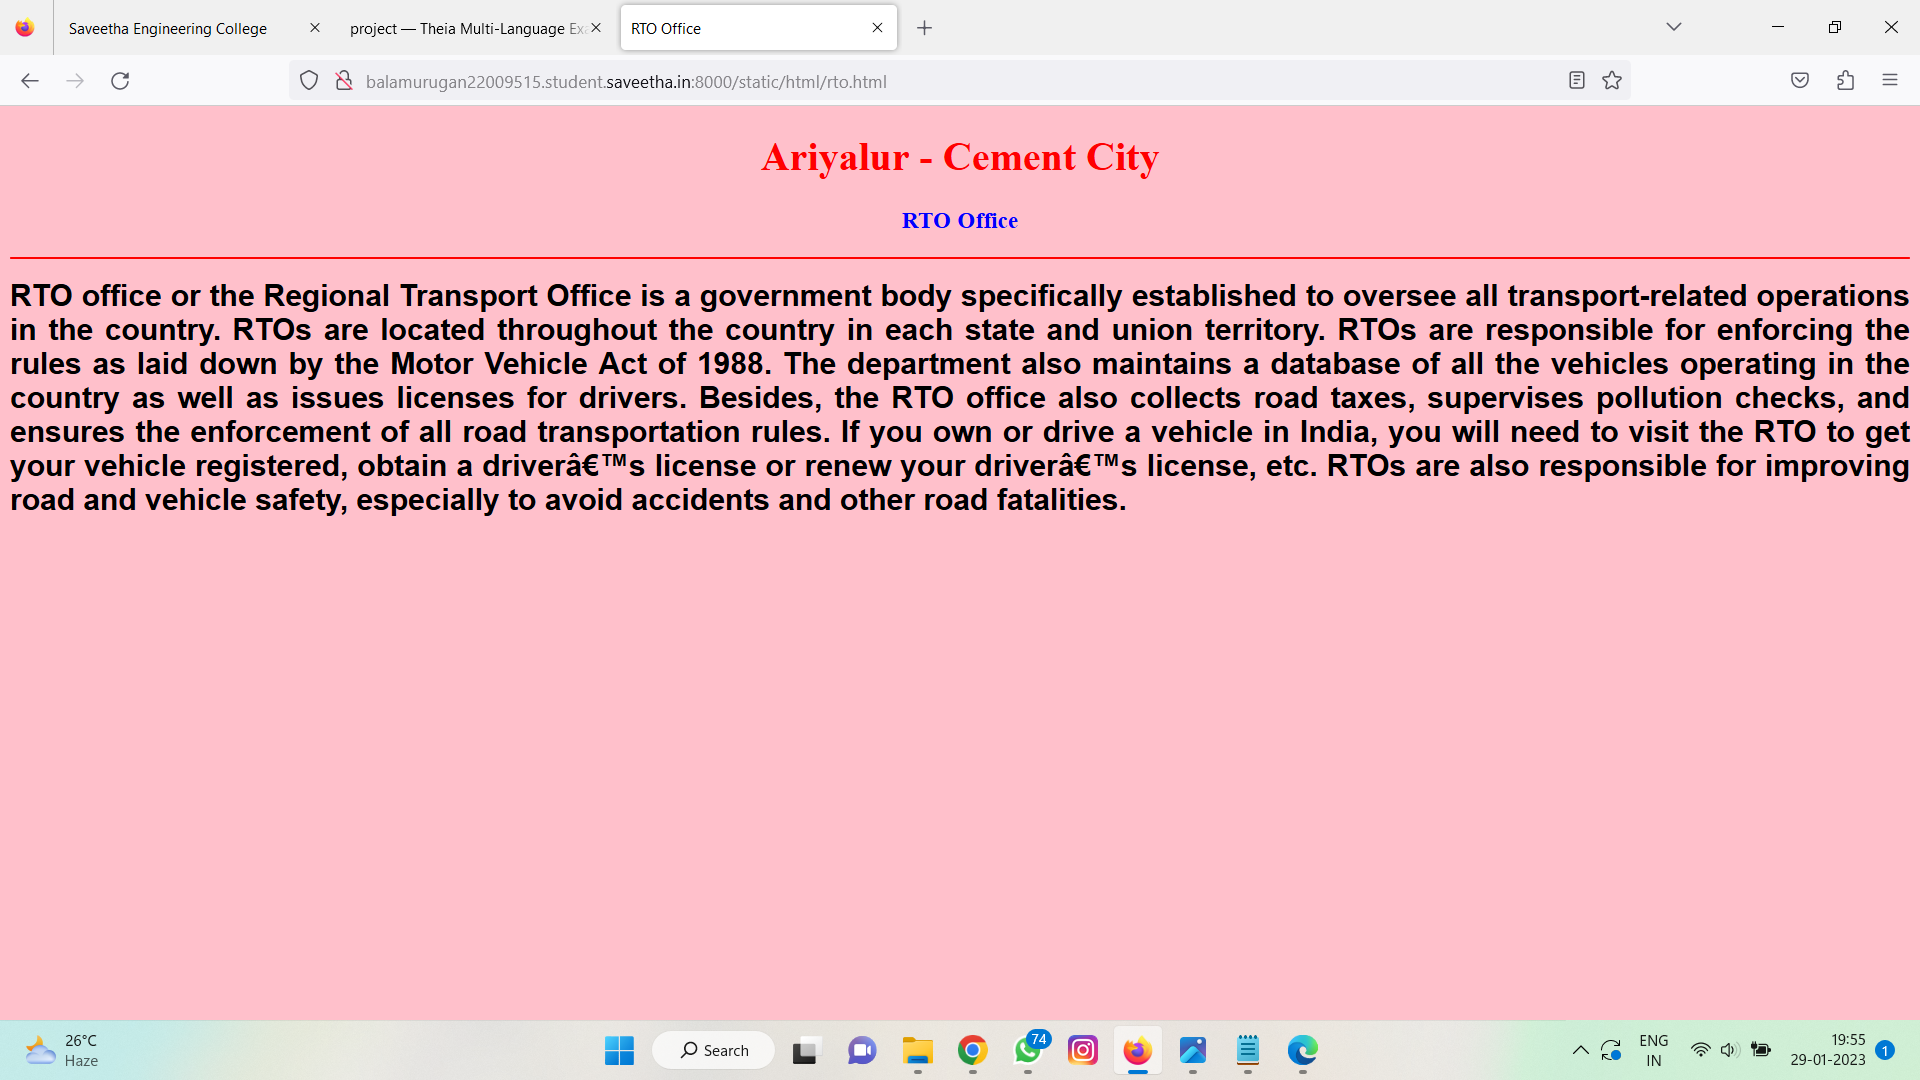 Saveetha Engineering College
project — Theia Multi-Language Exa
RTO Office
balamurugan22009515.student.saveetha.in:8000/static/html/rto.html
Ariyalur - Cement City
RTO Office
RTO office or the Regional Transport Office is a government body specifically established to oversee all transport-related operations
in the country. RTOs are located throughout the country in each state and union territory. RTOs are responsible for enforcing the
rules as laid down by the Motor Vehicle Act of 1988. The department also maintains a database of all the vehicles operating in the
country as well as issues licenses for drivers. Besides, the RTO office also collects road taxes, supervises pollution checks, and
ensures the enforcement of all road transportation rules. If you own or drive a vehicle in India, you will need to visit the RTO to get
your vehicle registered, obtain a driverâ€™s license or renew your driverâ€™s license, etc. RTOs are also responsible for improving
road and vehicle safety, especially to avoid accidents and other road fatalities.
26°C
Haze
Search
74
ENG
IN
19:55
29-01-2023
1